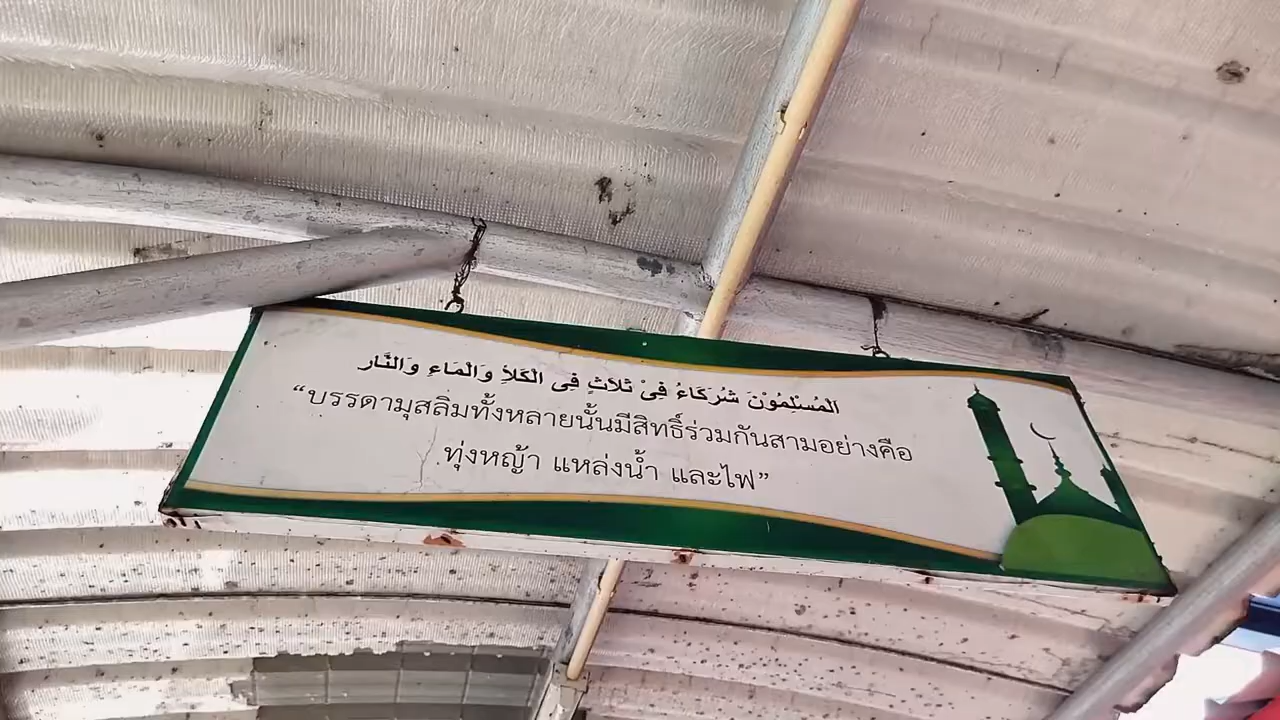 الْمُسْلِمُوْنَ شُرَكَاءُ فِىْ ثَلَاثٍ فِى الْكَلَاِ وَالْمَاءِ وَالنَّار
“บรรดามุสลิมทั้งหลายนั้นมีสิทธิ์ร่วมกันสามอย่างคือ
ทุ่งหญ้า แหล่งน้ำ และไฟ”